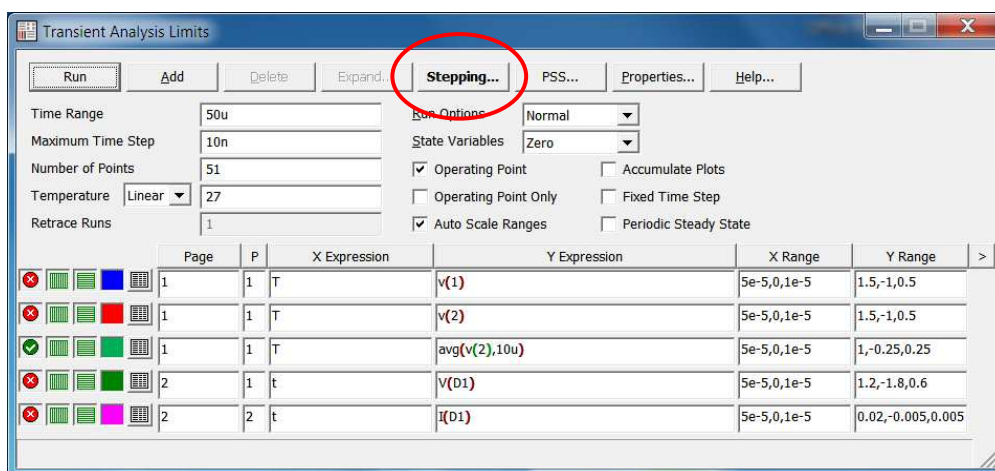 Transient Analysis Limits
Run Add Delete Expand... Stepping... PSS... Properties... Help...
Time Range 50u Run Options Normal
Maximum Time Step 10n State Variables Zero
Number of Points 51 Operating Point Accumulate Plots
Temperature Linear 27 Operating Point Only Fixed Time Step
Retrace Runs 1 Auto Scale Ranges Periodic Steady State
Page P X Expression Y Expression X Range Y Range >
1 1 T v(1) 5e-5,0,1e-5 1.5,-1,0.5
1 1 T v(2) 5e-5,0,1e-5 1.5,-1,0.5
1 1 T avg(v(2),10u) 5e-5,0,1e-5 1,-0.25,0.25
2 1 t V(D1) 5e-5,0,1e-5 1.2,-1.8,0.6
2 2 t I(D1) 5e-5,0,1e-5 0.02,-0.005,0.005